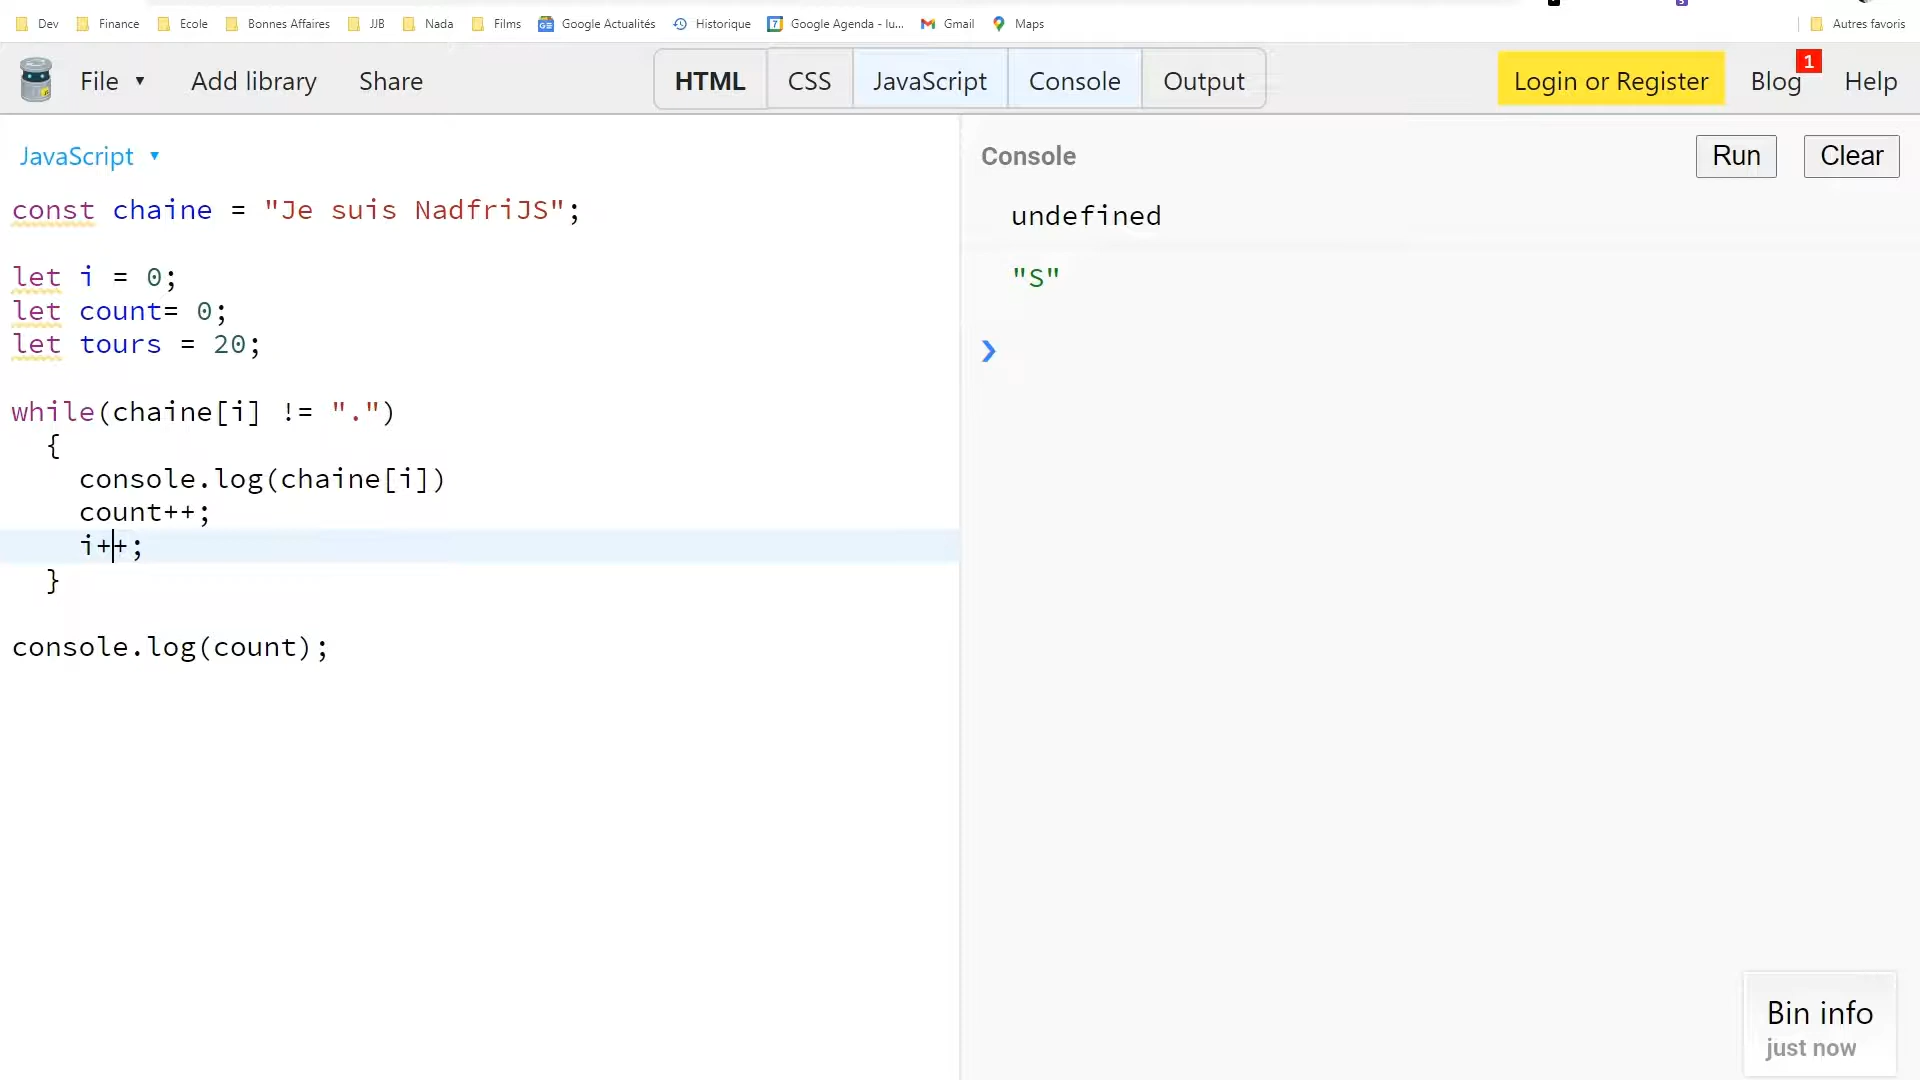 Dev Finance Ecole Bonnes Affaires JJB Nada Films Google Actualités Historique Google Agenda - lu... Gmail Maps Autres favoris
File ▼ Add library Share HTML CSS JavaScript Console Output Login or Register Blog 1 Help
JavaScript ▼
const chaine = "Je suis NadfriJS";
let i = 0;
let count= 0;
let tours = 20;
while(chaine[i] != ".")
{
console.log(chaine[i])
count++;
i++;
}
console.log(count);
Console Run Clear
undefined
"S"
❯
Bin info
just now